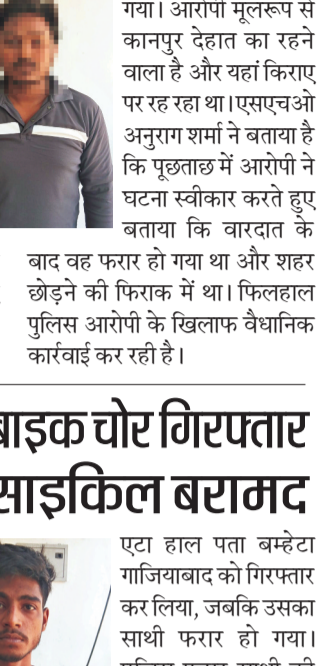 गया। आरोपी मूलरूप से
कानपुर देहात का रहने
वाला है और यहां किराए
पर रह रहा था।एसएचओ
अनुराग शर्मा ने बताया है
कि पूछताछ में आरोपी ने
घटना स्वीकार करते हुए
बताया कि वारदात के
बाद वह फरार हो गया था और शहर
छोड़ने की फिराक में था। फिलहाल
पुलिस आरोपी के खिलाफ वैधानिक
कार्रवाई कर रही है।
बाइक चोर गिरफ्तार
साइकिल बरामद
एटा हाल पता बम्हेटा
गाजियाबाद को गिरफ्तार
कर लिया, जबकि उसका
साथी फरार हो गया।